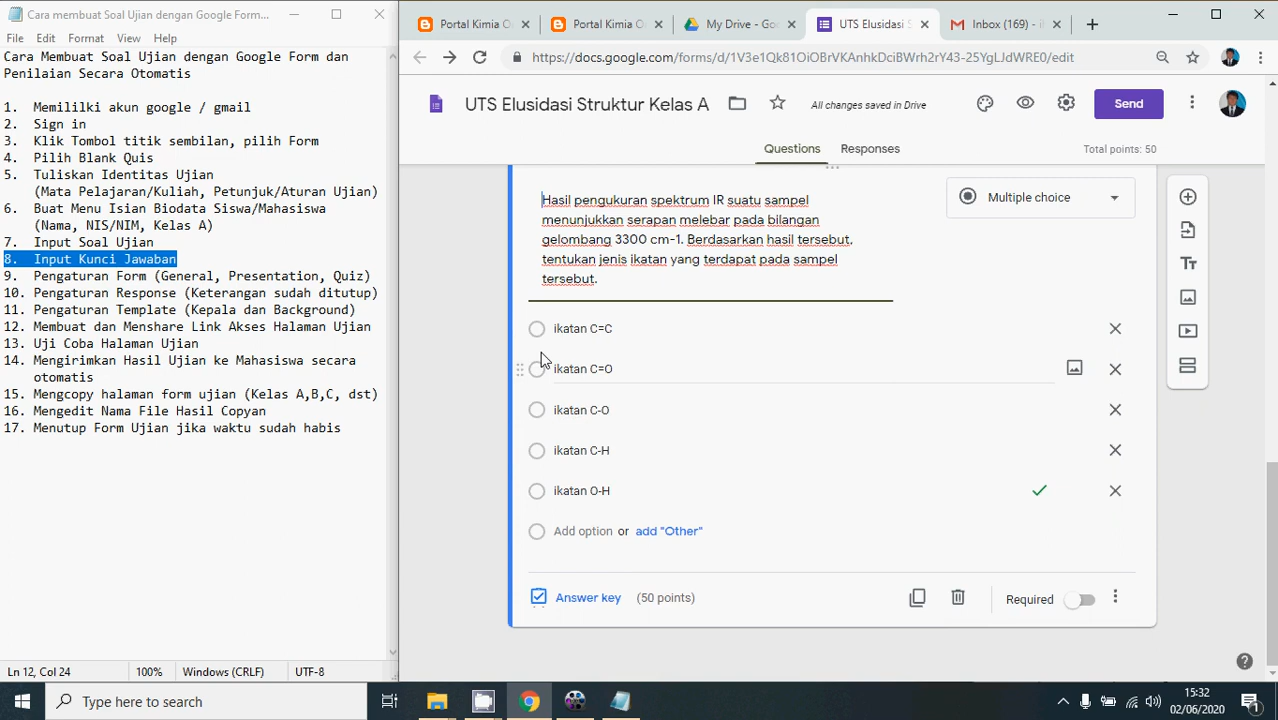 Cara membuat Soal Ujian dengan Google Form...
File Edit Format View Help
Cara Membuat Soal Ujian dengan Google Form dan
Penilaian Secara Otomatis
1. Memililki akun google / gmail
2. Sign in
3. Klik Tombol titik sembilan, pilih Form
4. Pilih Blank Quis
5. Tuliskan Identitas Ujian
(Mata Pelajaran/Kuliah, Petunjuk/Aturan Ujian)
6. Buat Menu Isian Biodata Siswa/Mahasiswa
(Nama, NIS/NIM, Kelas A)
7. Input Soal Ujian
8. Input Kunci Jawaban
9. Pengaturan Form (General, Presentation, Quiz)
10. Pengaturan Response (Keterangan sudah ditutup)
11. Pengaturan Template (Kepala dan Background)
12. Membuat dan Menshare Link Akses Halaman Ujian
13. Uji Coba Halaman Ujian
14. Mengirimkan Hasil Ujian ke Mahasiswa secara
otomatis
15. Mengcopy halaman form ujian (Kelas A,B,C, dst)
16. Mengedit Nama File Hasil Copyan
17. Menutup Form Ujian jika waktu sudah habis
Ln 12, Col 24 100% Windows (CRLF) UTF-8
Portal Kimia O Portal Kimia O My Drive - Goo UTS Elusidasi S Inbox (169) - i
https://docs.google.com/forms/d/1V3e1Qk81OiOBrVKAnhkDciBWrh2rY43-25YgLJdWRE0/edit
UTS Elusidasi Struktur Kelas A All changes saved in Drive Send
Questions Responses Total points: 50
Hasil pengukuran spektrum IR suatu sampel
menunjukkan serapan melebar pada bilangan
gelombang 3300 cm-1. Berdasarkan hasil tersebut,
tentukan jenis ikatan yang terdapat pada sampel
tersebut.
Multiple choice
ikatan C=C
ikatan C=O
ikatan C-O
ikatan C-H
ikatan O-H
Add option or add "Other"
Answer key (50 points) Required
Type here to search
15:32
02/06/2020
1